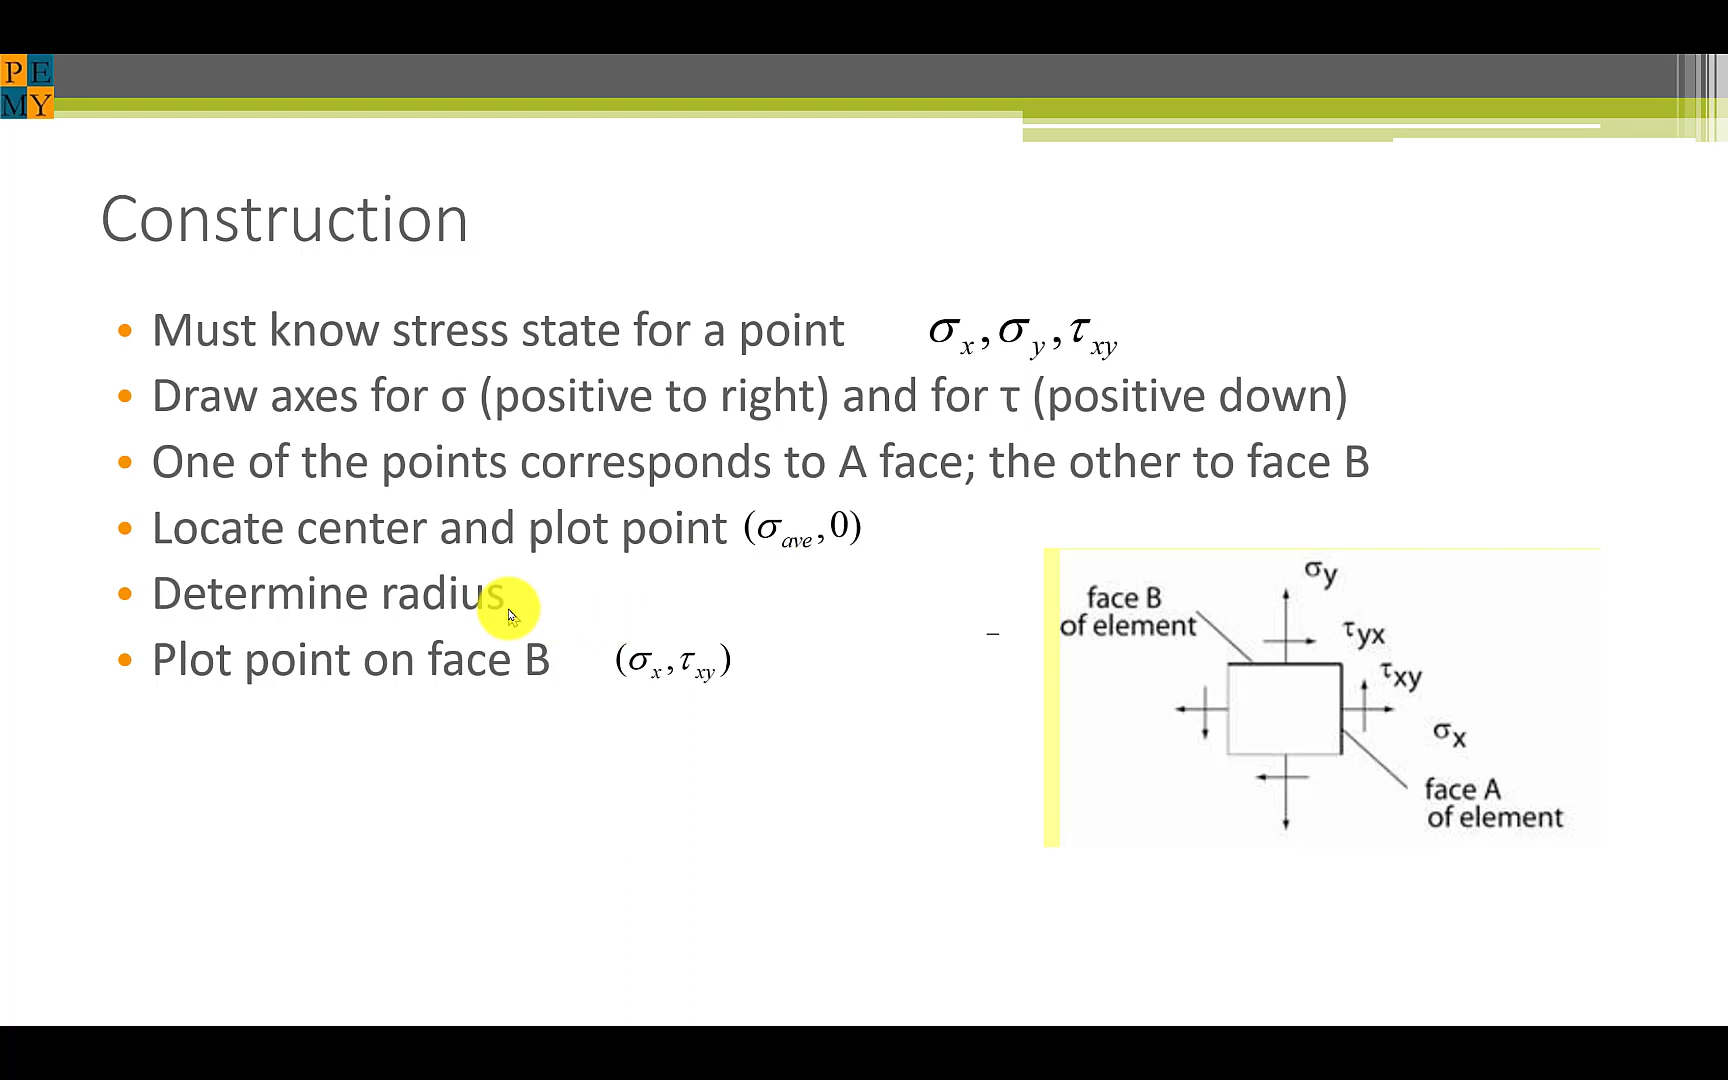 P E
M Y
Construction
• Must know stress state for a point σx,σy,τxy
• Draw axes for σ (positive to right) and for τ (positive down)
• One of the points corresponds to A face; the other to face B
• Locate center and plot point (σave,0)
• Determine radius
• Plot point on face B (σx,τxy)
–
σy
face B
of element
τyx
τxy
σx
face A
of element